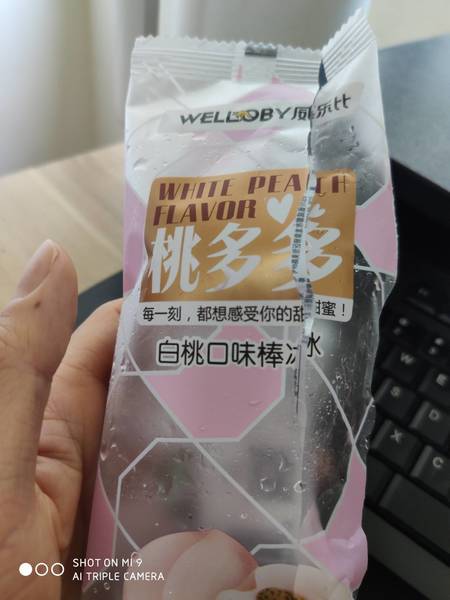 WELLOBY威乐比
WHITE PEACH
FLAVOR
桃多多
每一刻，都想感受你的甜蜜！
白桃口味棒冰
W E
S D
X C
SHOT ON MI 9
AI TRIPLE CAMERA